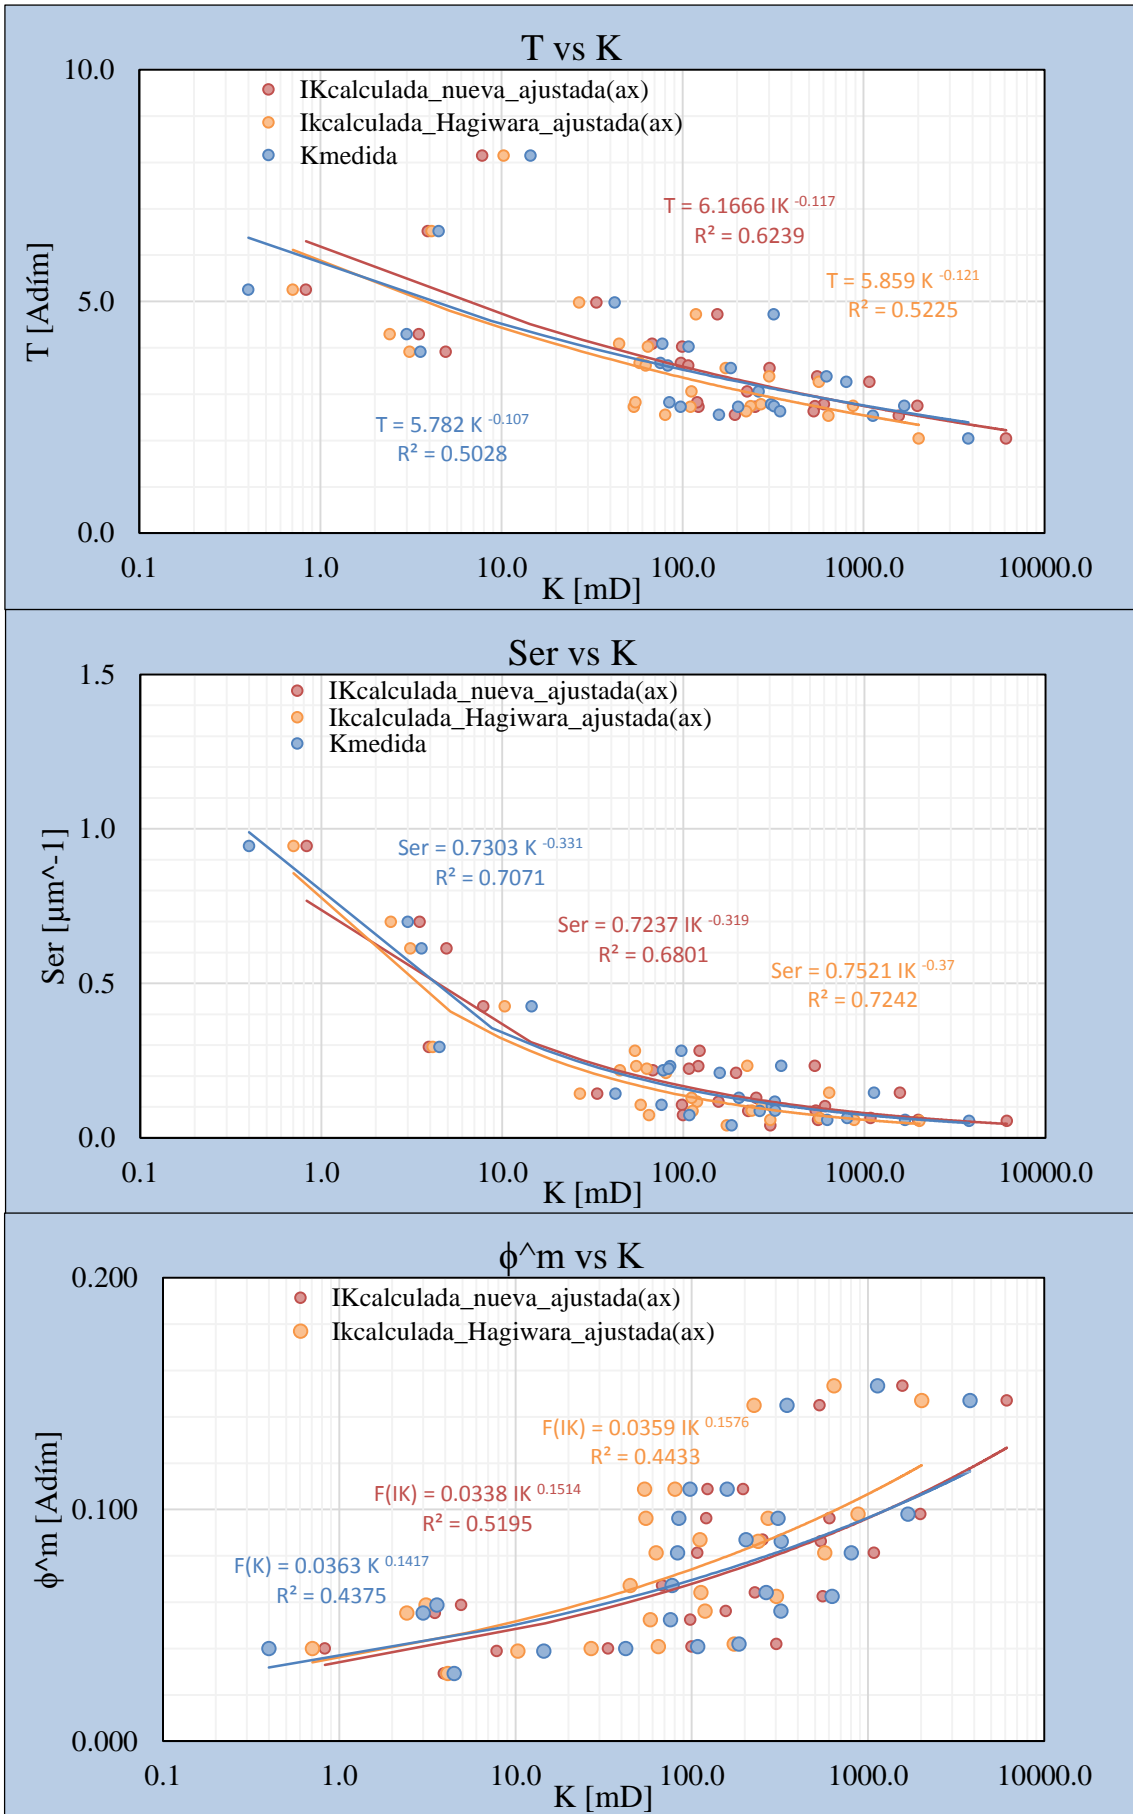 T vs K
10.0
IKcalculada_nueva_ajustada(ax)
Ikcalculada_Hagiwara_ajustada(ax)
Kmedida
T = 6.1666 IK -0.117
R² = 0.6239
T = 5.859 K -0.121
R² = 0.5225
T [Adím]
5.0
T = 5.782 K -0.107
R² = 0.5028
0.0
0.1 1.0 10.0 100.0 1000.0 10000.0
K [mD]
Ser vs K
1.5
IKcalculada_nueva_ajustada(ax)
Ikcalculada_Hagiwara_ajustada(ax)
Kmedida
1.0
Ser = 0.7303 K -0.331
R² = 0.7071
Ser [µm^-1]
Ser = 0.7237 IK -0.319
R² = 0.6801
Ser = 0.7521 IK -0.37
R² = 0.7242
0.5
0.0
0.1 1.0 10.0 100.0 1000.0 10000.0
K [mD]
ϕ^m vs K
0.200
IKcalculada_nueva_ajustada(ax)
Ikcalculada_Hagiwara_ajustada(ax)
F(IK) = 0.0359 IK 0.1576
R² = 0.4433
F(IK) = 0.0338 IK 0.1514
R² = 0.5195
ϕ^m [Adím]
0.100
F(K) = 0.0363 K 0.1417
R² = 0.4375
0.000
0.1 1.0 10.0 100.0 1000.0 10000.0
K [mD]